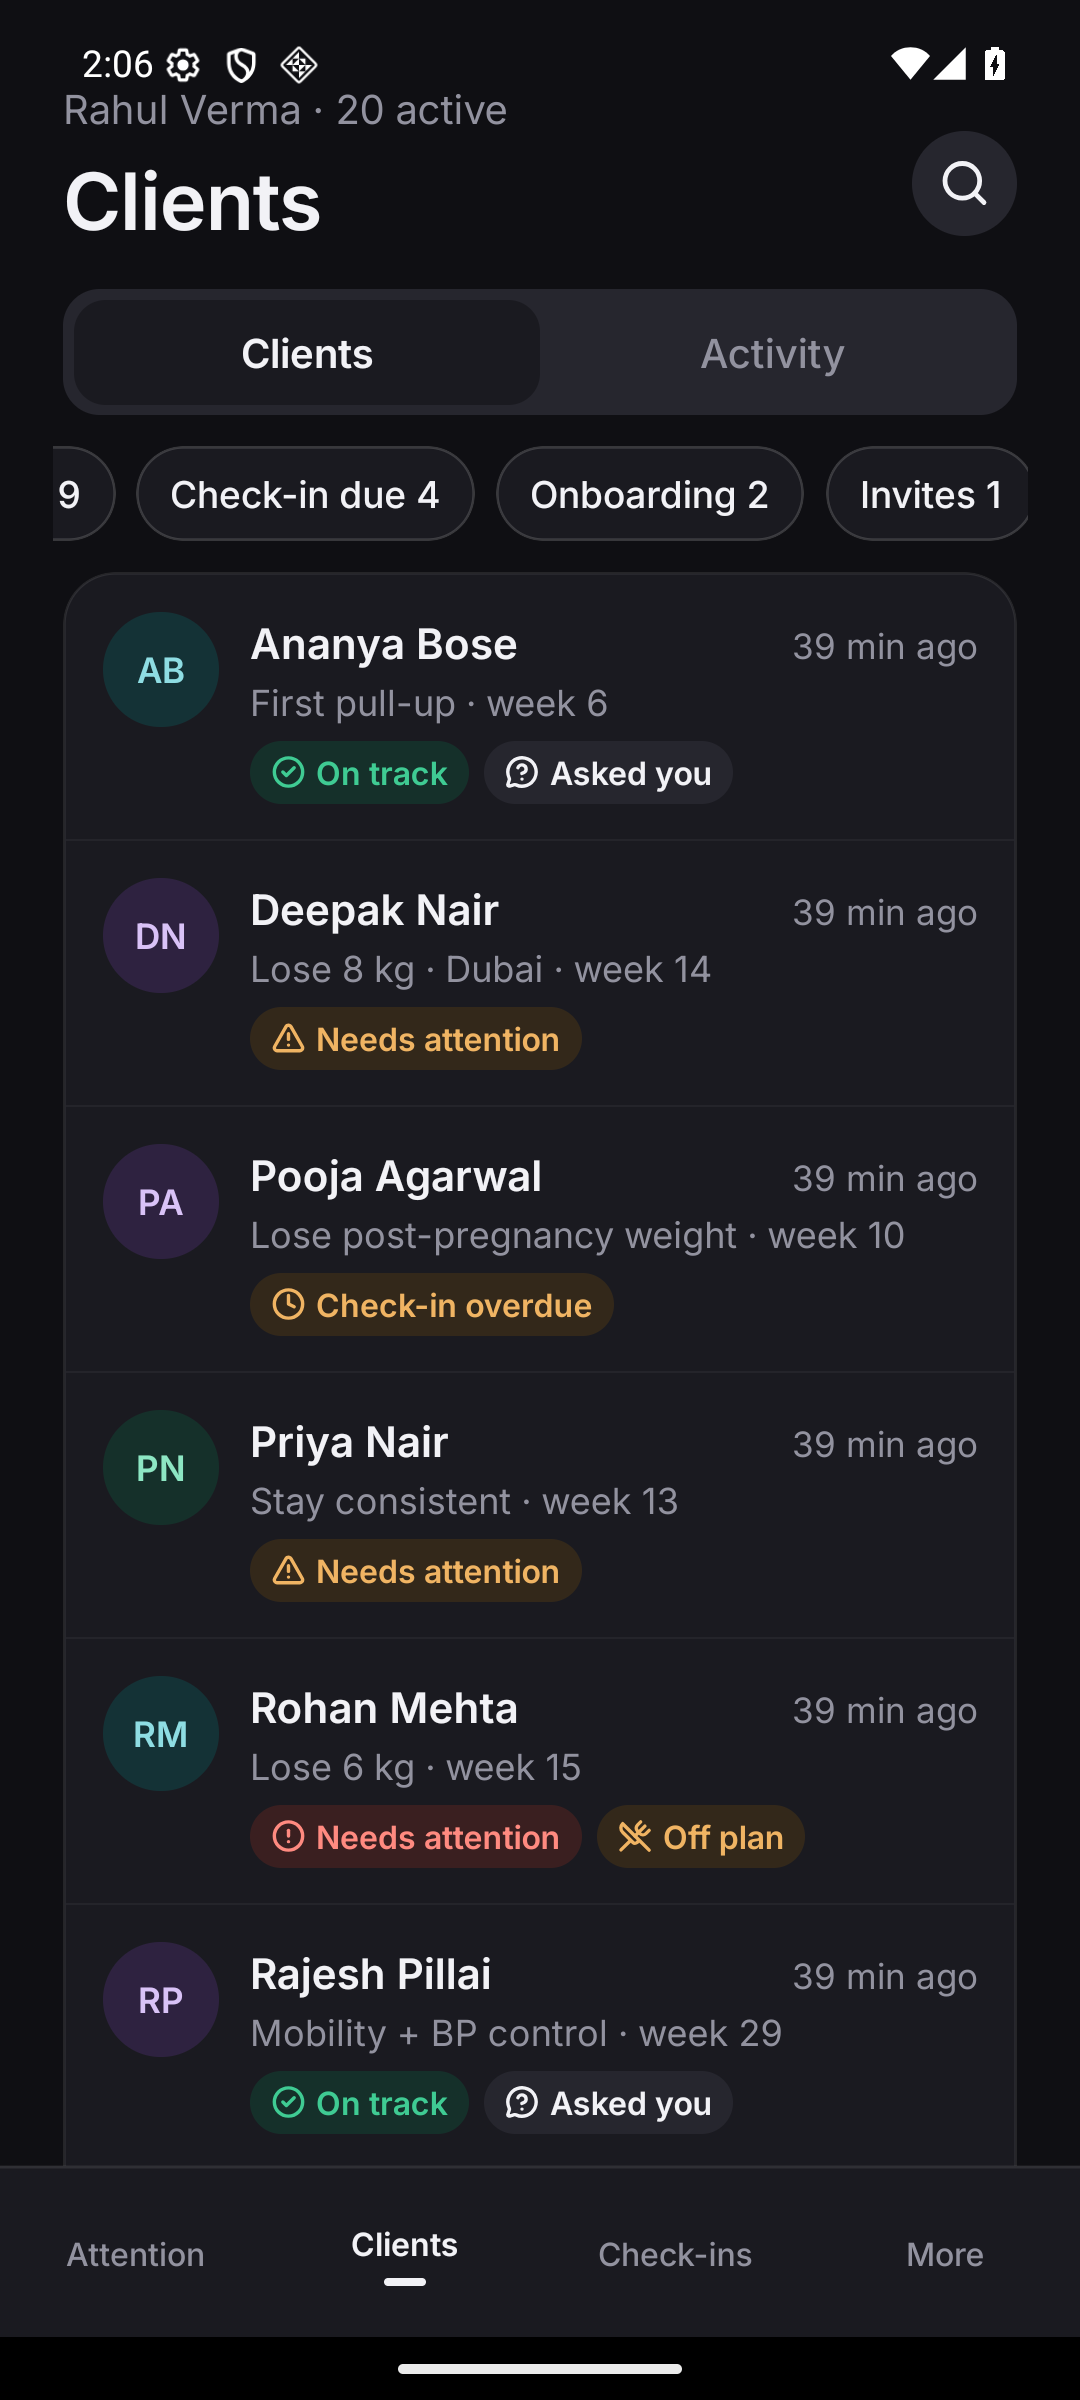 2:06
Rahul Verma · 20 active
Clients
Clients
Activity
9
Check-in due 4
Onboarding 2
Invites 1
AB
Ananya Bose
39 min ago
First pull-up · week 6
On track
Asked you
DN
Deepak Nair
39 min ago
Lose 8 kg · Dubai · week 14
Needs attention
PA
Pooja Agarwal
39 min ago
Lose post-pregnancy weight · week 10
Check-in overdue
PN
Priya Nair
39 min ago
Stay consistent · week 13
Needs attention
RM
Rohan Mehta
39 min ago
Lose 6 kg · week 15
Needs attention
Off plan
RP
Rajesh Pillai
39 min ago
Mobility + BP control · week 29
On track
Asked you
Attention
Clients
Check-ins
More